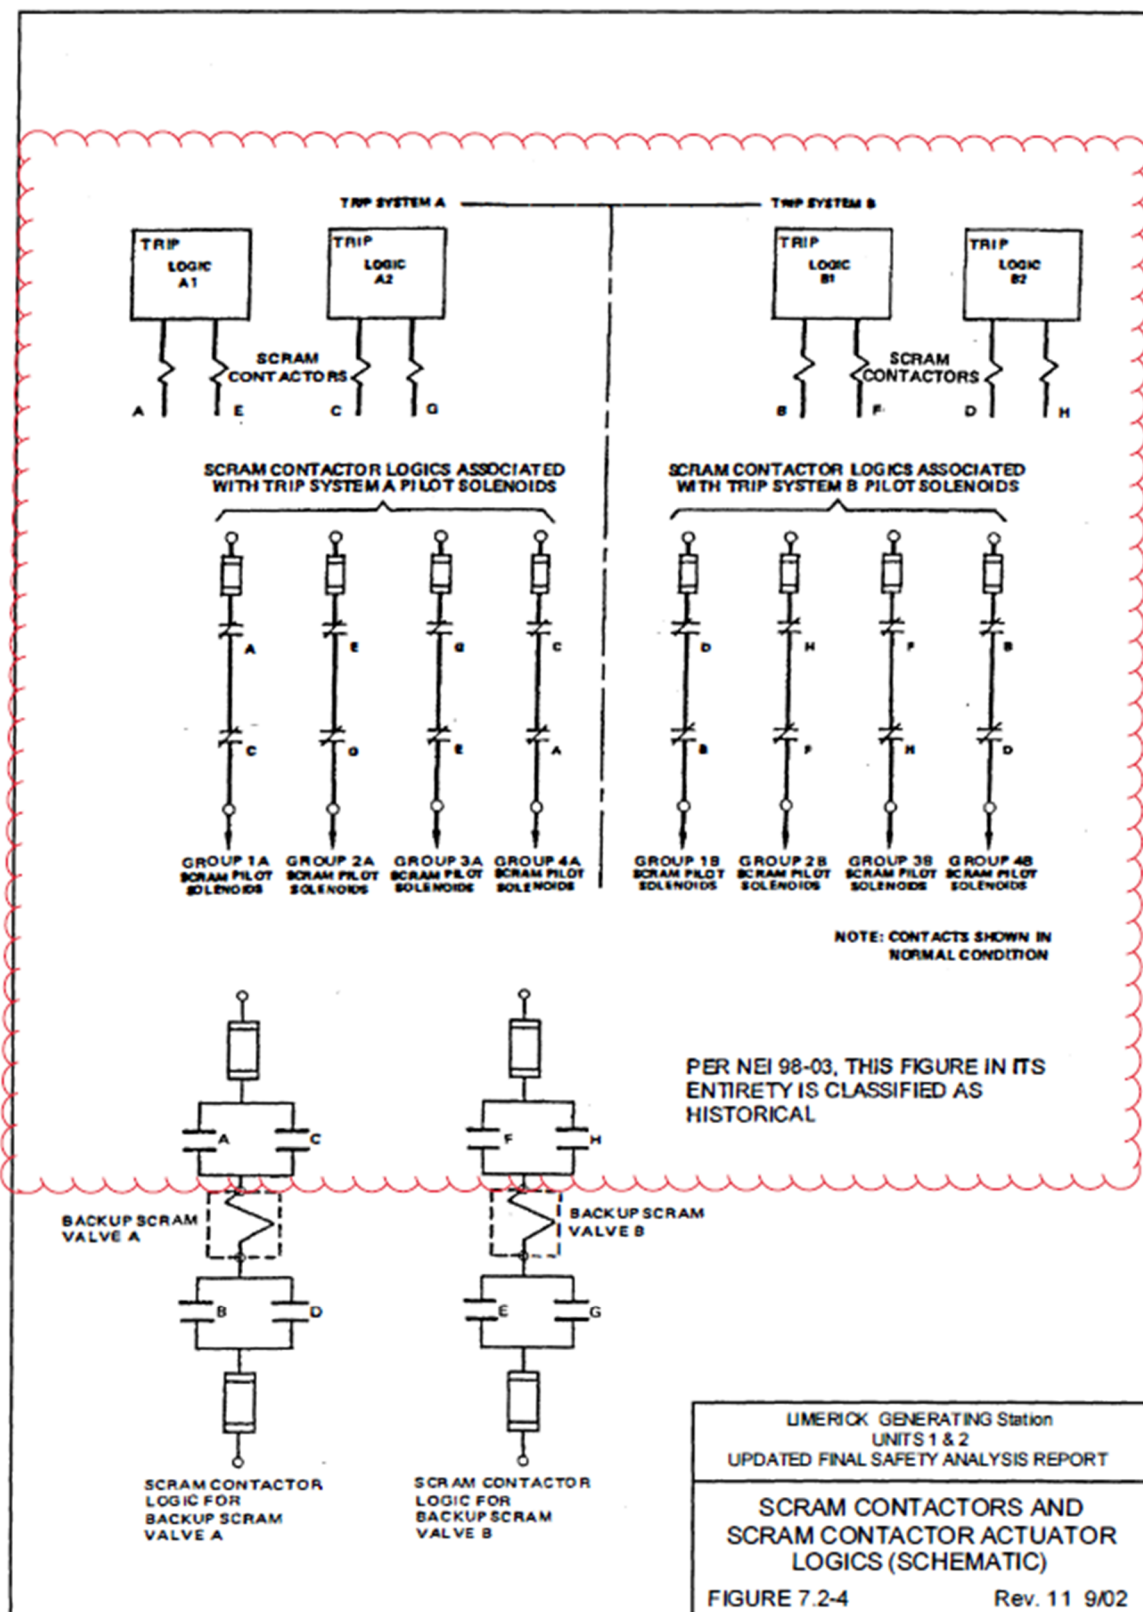 TRIP SYSTEM A
TRIP SYSTEM B
TRIP
LOGIC
A1
TRIP
LOGIC
A2
TRIP
LOGIC
B1
TRIP
LOGIC
B2
SCRAM
CONTACTORS
SCRAM
CONTACTORS
A
E
C
G
B
F
D
H
SCRAM CONTACTOR LOGICS ASSOCIATED
WITH TRIP SYSTEM A PILOT SOLENOIDS
SCRAM CONTACTOR LOGICS ASSOCIATED
WITH TRIP SYSTEM B PILOT SOLENOIDS
A
E
G
C
D
H
F
B
C
G
E
A
B
F
H
D
GROUP 1A
SCRAM PILOT
SOLENOIDS
GROUP 2A
SCRAM PILOT
SOLENOIDS
GROUP 3A
SCRAM PILOT
SOLENOIDS
GROUP 4A
SCRAM PILOT
SOLENOIDS
GROUP 1B
SCRAM PILOT
SOLENOIDS
GROUP 2B
SCRAM PILOT
SOLENOIDS
GROUP 3B
SCRAM PILOT
SOLENOIDS
GROUP 4B
SCRAM PILOT
SOLENOIDS
NOTE: CONTACTS SHOWN IN
NORMAL CONDITION
PER NEI 98-03, THIS FIGURE IN ITS
ENTIRETY IS CLASSIFIED AS
HISTORICAL
A
C
F
H
BACKUP SCRAM
VALVE A
BACKUP SCRAM
VALVE B
B
D
E
G
SCRAM CONTACTOR
LOGIC FOR
BACKUP SCRAM
VALVE A
SCRAM CONTACTOR
LOGIC FOR
BACKUP SCRAM
VALVE B
LIMERICK GENERATING Station
UNITS 1 & 2
UPDATED FINAL SAFETY ANALYSIS REPORT
SCRAM CONTACTORS AND
SCRAM CONTACTOR ACTUATOR
LOGICS (SCHEMATIC)
FIGURE 7.2-4
Rev. 11 9/02